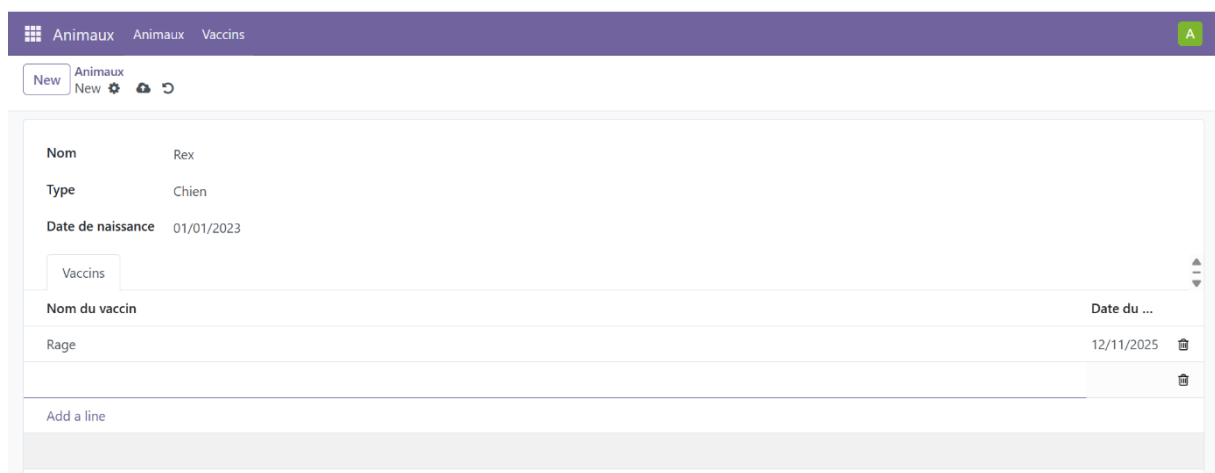 Animaux Animaux Vaccins A
New Animaux
New
Nom Rex
Type Chien
Date de naissance 01/01/2023
Vaccins
Nom du vaccin Date du ...
Rage 12/11/2025
Add a line